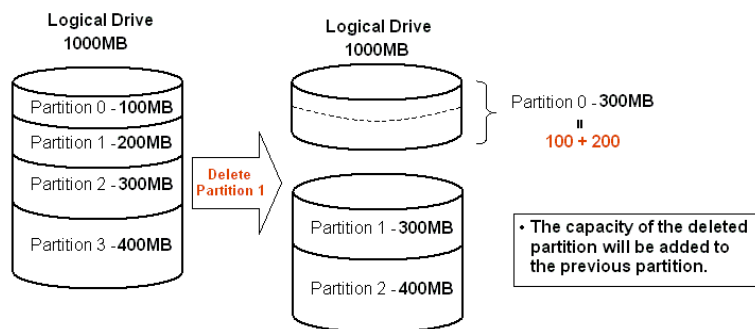 Logical Drive
1000MB
Partition 0 - 100MB
Partition 1 - 200MB
Partition 2 - 300MB
Partition 3 - 400MB
Delete
Partition 1
Logical Drive
1000MB
Partition 0 - 300MB
=
100 + 200
Partition 1 - 300MB
Partition 2 - 400MB
• The capacity of the deleted
partition will be added to
the previous partition.